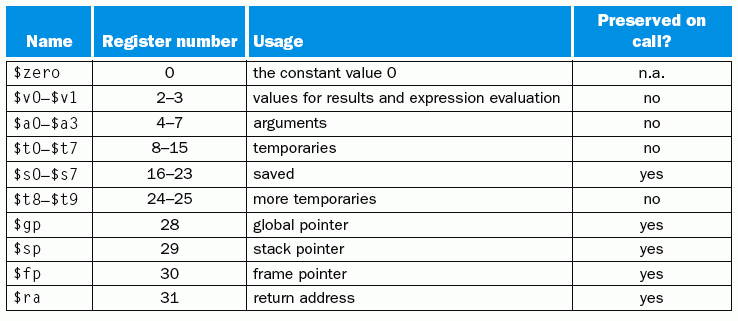 Name Register number Usage Preserved on call?
$zero 0 the constant value 0 n.a.
$v0–$v1 2–3 values for results and expression evaluation no
$a0–$a3 4–7 arguments no
$t0–$t7 8–15 temporaries no
$s0–$s7 16–23 saved yes
$t8–$t9 24–25 more temporaries no
$gp 28 global pointer yes
$sp 29 stack pointer yes
$fp 30 frame pointer yes
$ra 31 return address yes